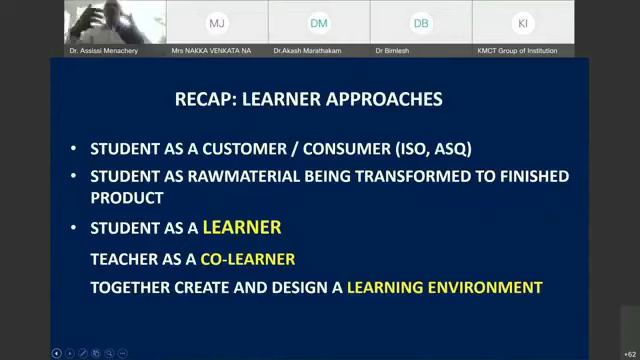 MJ
DM
DB
KI
Dr. Assissi Menachery
Mrs NAKKA VENKATA NA
Dr.Akash Marathakam
Dr Bimlesh
KMCT Group of Institution
RECAP: LEARNER APPROACHES
• STUDENT AS A CUSTOMER / CONSUMER (ISO, ASQ)
• STUDENT AS RAWMATERIAL BEING TRANSFORMED TO FINISHED
PRODUCT
• STUDENT AS A LEARNER
TEACHER AS A CO-LEARNER
TOGETHER CREATE AND DESIGN A LEARNING ENVIRONMENT
+62